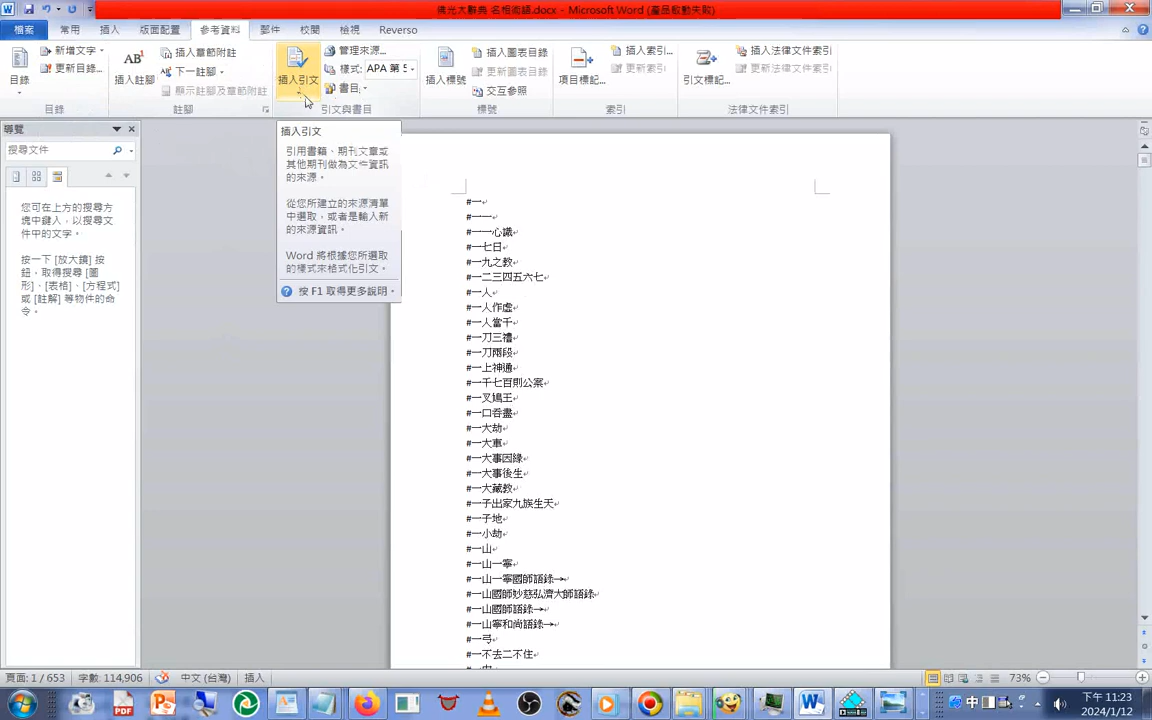 佛光大辭典 名相術語.docx - Microsoft Word (產品啟動失敗)
檔案 常用 插入 版面配置 參考資料 郵件 校閱 檢視 Reverso
目錄 新增文字 更新目錄... 目錄
AB¹ 插入註腳 插入章節附註 下一註腳 顯示註腳及章節附註 註腳
插入引文 管理來源... 樣式: APA 第 5 書目 引文與書目
插入標號 插入圖表目錄 更新圖表目錄 交互參照 標號
項目標記... 插入索引... 更新索引 索引
引文標記... 插入法律文件索引 更新法律文件索引 法律文件索引
導覽
搜尋文件
您可在上方的搜尋方
塊中鍵入，以搜尋文
件中的文字。
按一下 [放大鏡] 按
鈕，取得搜尋 [圖
形]、[表格]、[方程式]
或 [註解] 等物件的命
令。
插入引文
引用書籍、期刊文章或
其他期刊做為文件資訊
的來源。
從您所建立的來源清單
中選取，或者是輸入新
的來源資訊。
Word 將根據您所選取
的樣式來格式化引文。
按 F1 取得更多說明。
#一
#一一
#一一心識
#一七日
#一九之教
#一二三四五六七
#一人
#一人作虛
#一人當千
#一刀三禮
#一刀兩段
#一上神通
#一千七百則公案
#一叉鳩王
#一口吞盡
#一大劫
#一大車
#一大事因緣
#一大事後生
#一大藏教
#一子出家九族生天
#一子地
#一小劫
#一山
#一山一寧
#一山一寧國師語錄→
#一山國師妙慈弘濟大師語錄
#一山國師語錄→
#一山寧和尚語錄→
#一弓
#一不去二不住
頁面: 1 / 653 字數: 114,906 中文 (台灣) 插入 73%
中 下午 11:23
2024/1/12